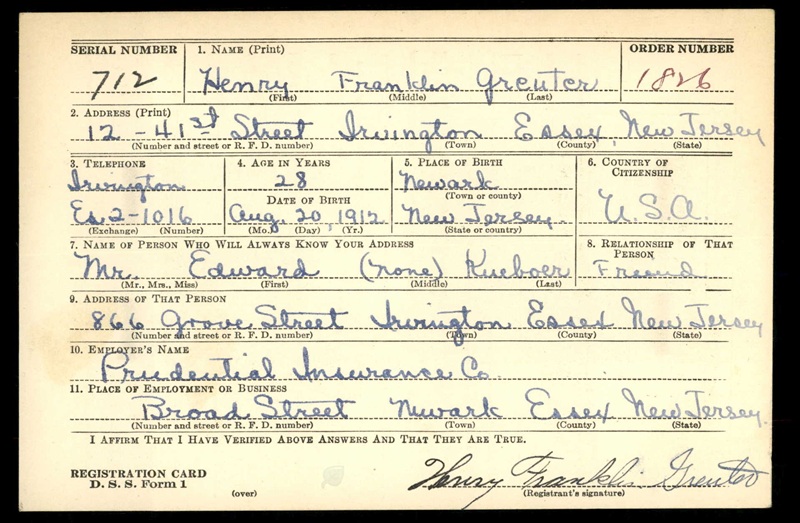 SERIAL NUMBER 1. NAME (Print) ORDER NUMBER
712 Henry Franklin Greuter 1826
(First) (Middle) (Last)
2. ADDRESS (Print)
12-41st Street Irvington Essex, New Jersey
(Number and street or R. F. D. number) (Town) (County) (State)
3. TELEPHONE 4. AGE IN YEARS 5. PLACE OF BIRTH 6. COUNTRY OF CITIZENSHIP
Irvington 28 Newark
DATE OF BIRTH (Town or county)
Es. 2-1016 Aug. 20, 1912 New Jersey. U.S.A.
(Exchange) (Number) (Mo.) (Day) (Yr.) (State or country)
7. NAME OF PERSON WHO WILL ALWAYS KNOW YOUR ADDRESS 8. RELATIONSHIP OF THAT PERSON
Mr. Edward (none) Kueboer Friend
(Mr., Mrs., Miss) (First) (Middle) (Last)
9. ADDRESS OF THAT PERSON
866 Grove Street Irvington Essex New Jersey
(Number and street or R. F. D. number) (Town) (County) (State)
10. EMPLOYER'S NAME
Prudential Insurance Co
11. PLACE OF EMPLOYMENT OR BUSINESS
Broad Street Newark Essex New Jersey.
(Number and street or R. F. D. number) (Town) (County) (State)
I AFFIRM THAT I HAVE VERIFIED ABOVE ANSWERS AND THAT THEY ARE TRUE.
REGISTRATION CARD
D. S. S. Form 1 (over) Henry Franklin Greuter
(Registrant's signature)